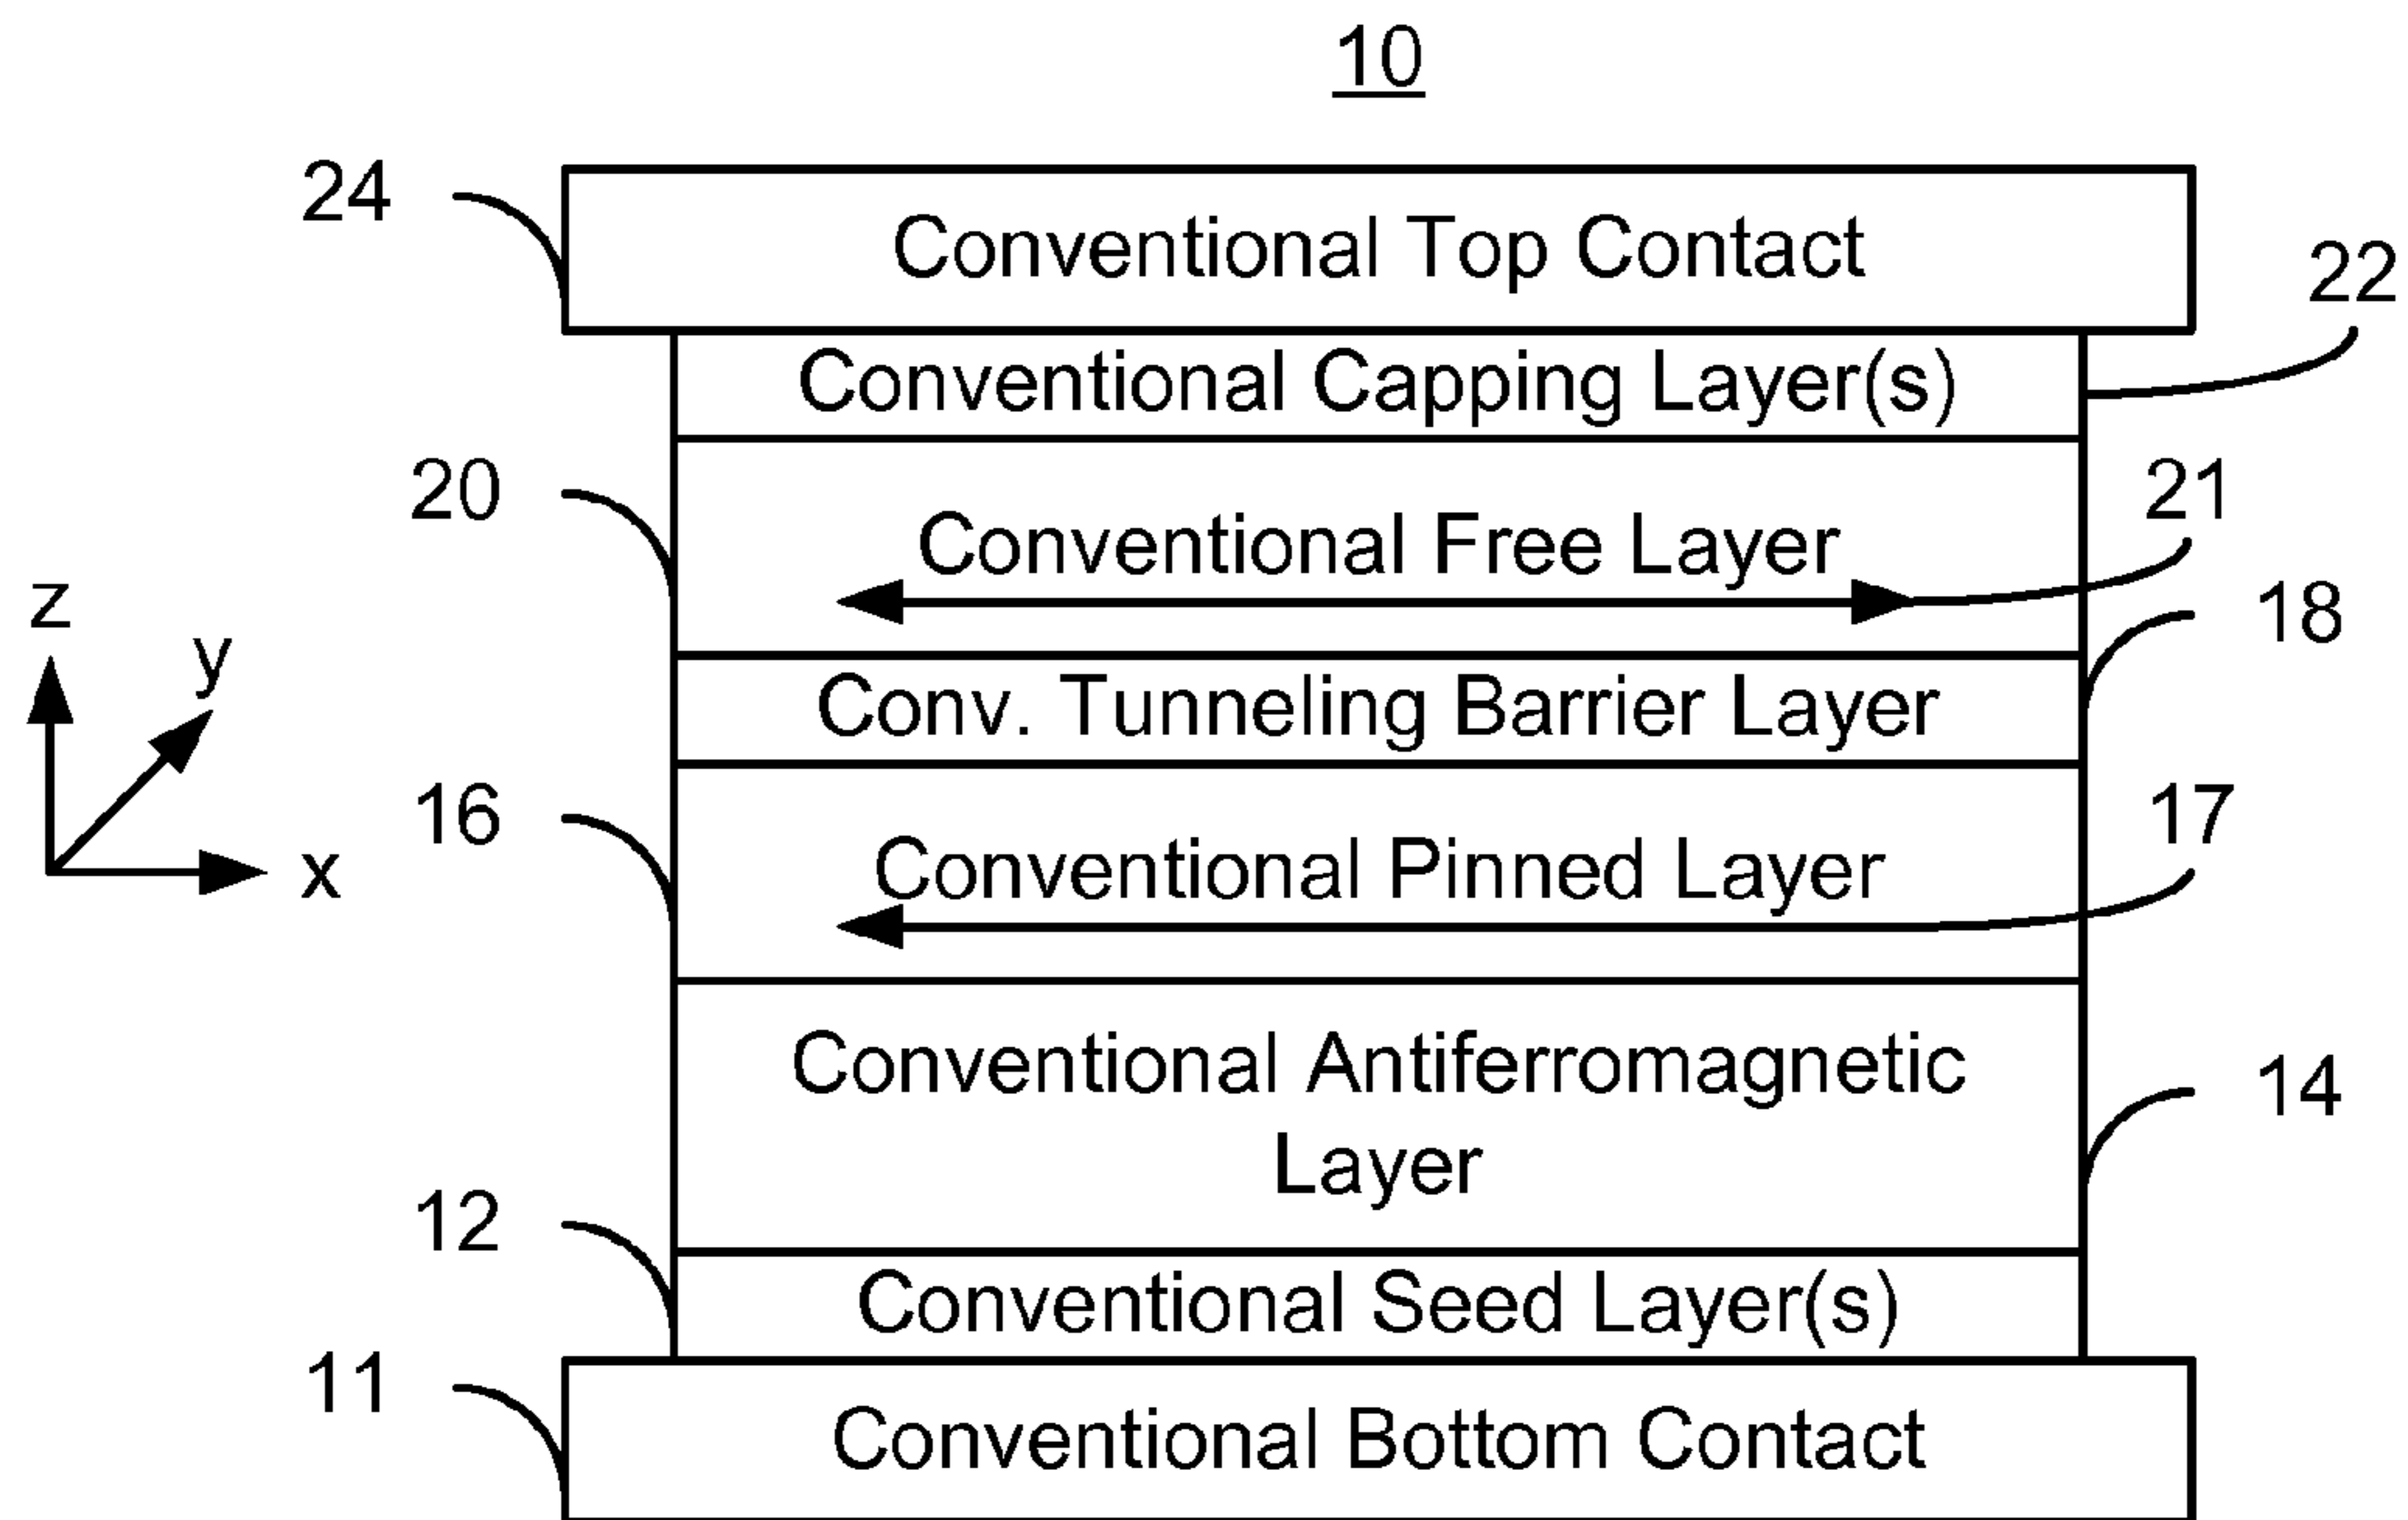 10
24
Conventional Top Contact
22
Conventional Capping Layer(s)
20
21
Conventional Free Layer
18
z
y
x
Conv. Tunneling Barrier Layer
16
17
Conventional Pinned Layer
Conventional Antiferromagnetic
Layer
14
12
Conventional Seed Layer(s)
11
Conventional Bottom Contact